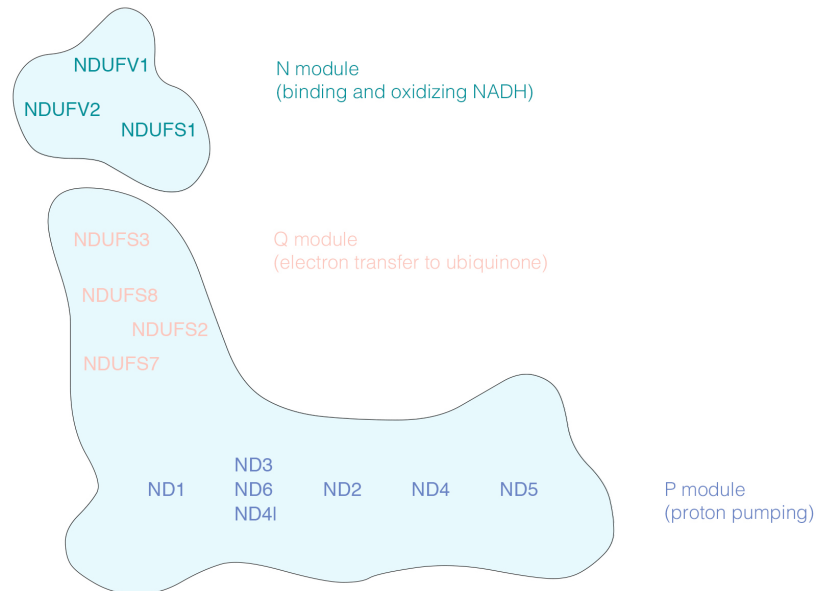 NDUFV1
NDUFV2
NDUFS1
N module
(binding and oxidizing NADH)
NDUFS3
NDUFS8
NDUFS2
NDUFS7
Q module
(electron transfer to ubiquinone)
ND1
ND3
ND6
ND4l
ND2
ND4
ND5
P module
(proton pumping)